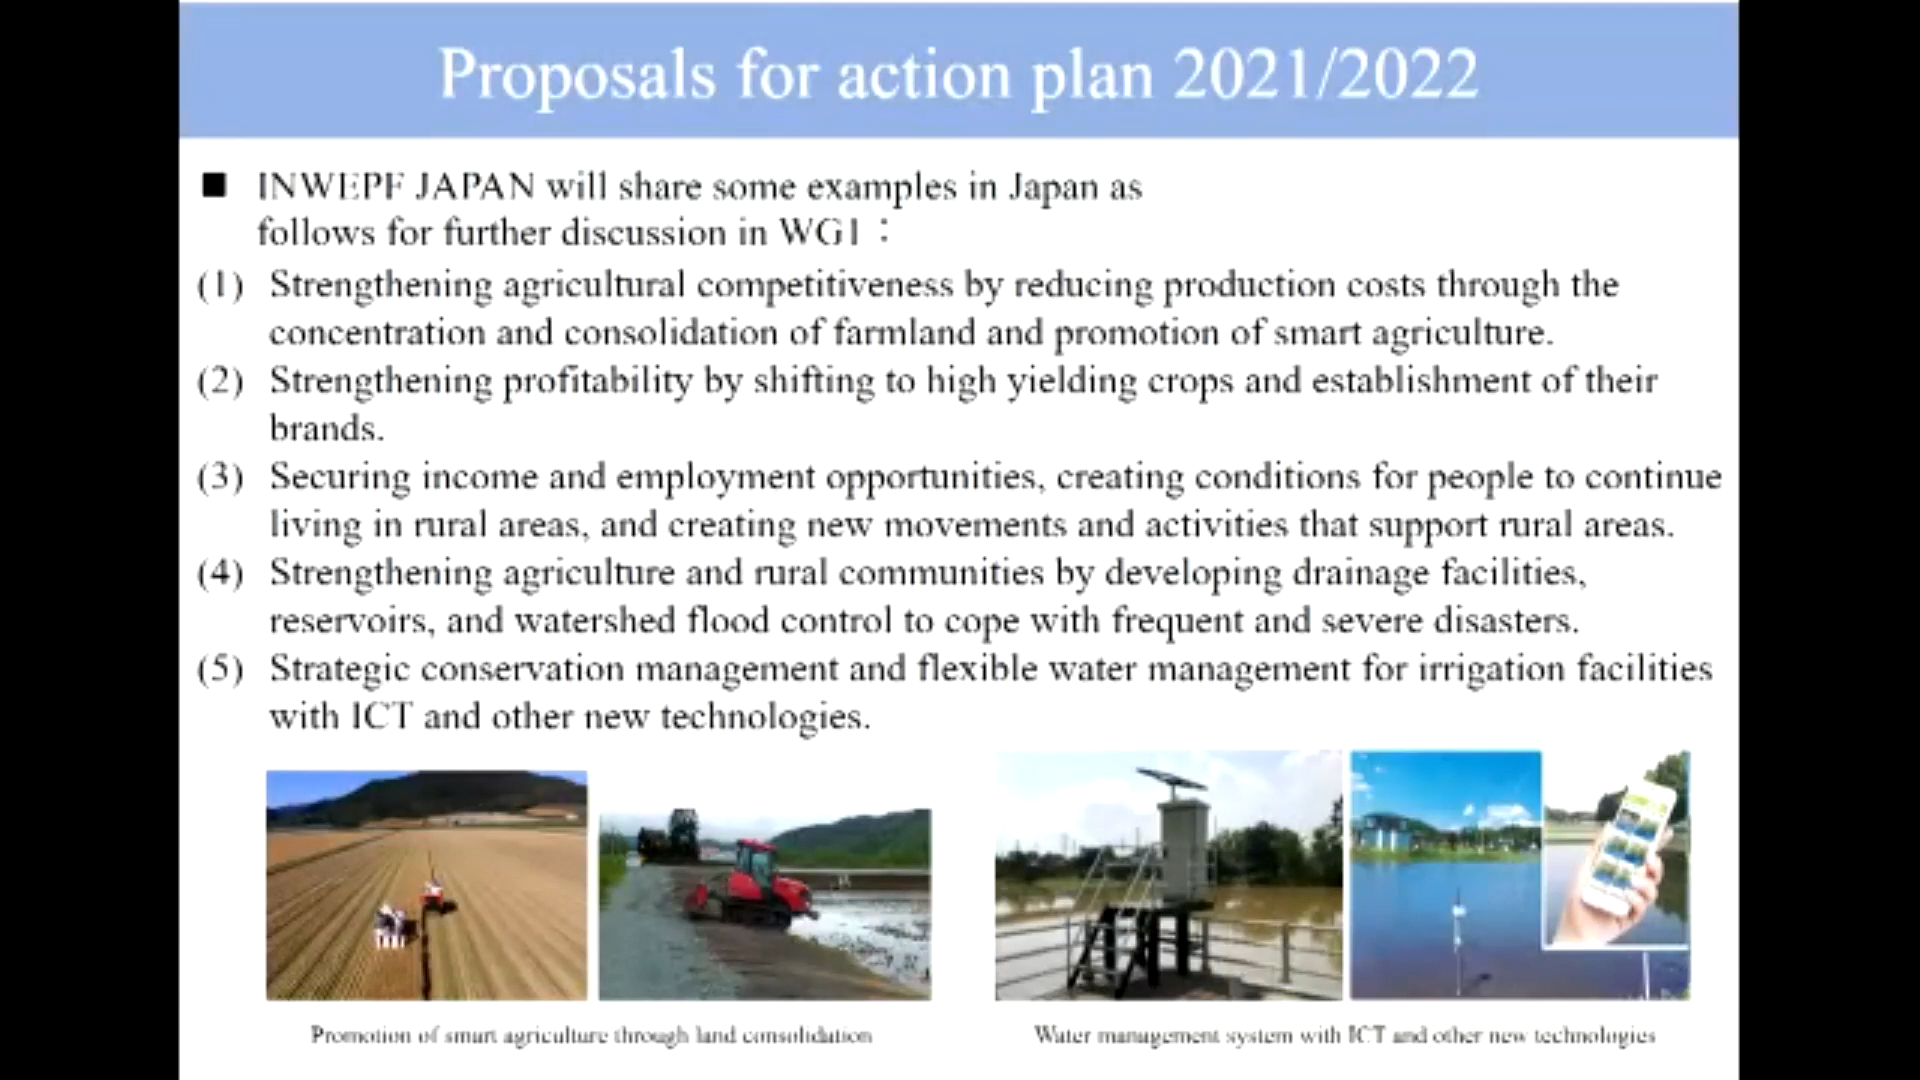 Proposals for action plan 2021/2022
■ INWEPF JAPAN will share some examples in Japan as
follows for further discussion in WG1：
(1) Strengthening agricultural competitiveness by reducing production costs through the
concentration and consolidation of farmland and promotion of smart agriculture.
(2) Strengthening profitability by shifting to high yielding crops and establishment of their
brands.
(3) Securing income and employment opportunities, creating conditions for people to continue
living in rural areas, and creating new movements and activities that support rural areas.
(4) Strengthening agriculture and rural communities by developing drainage facilities,
reservoirs, and watershed flood control to cope with frequent and severe disasters.
(5) Strategic conservation management and flexible water management for irrigation facilities
with ICT and other new technologies.
Promotion of smart agriculture through land consolidation
Water management system with ICT and other new technologies